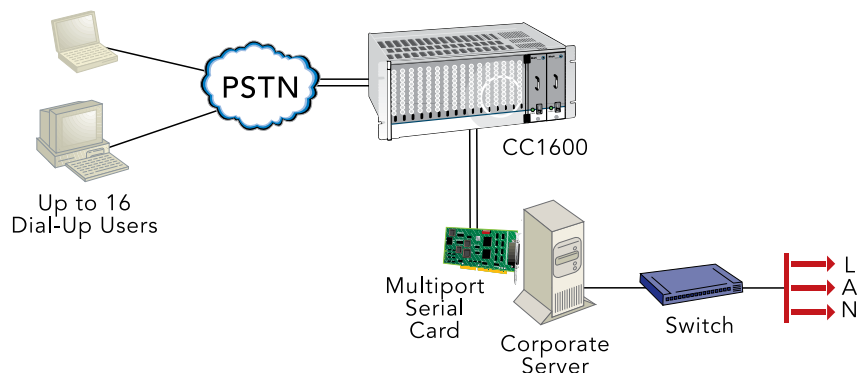 PSTN
CC1600
Up to 16
Dial-Up Users
Multiport
Serial
Card
Corporate
Server
Switch
L
A
N